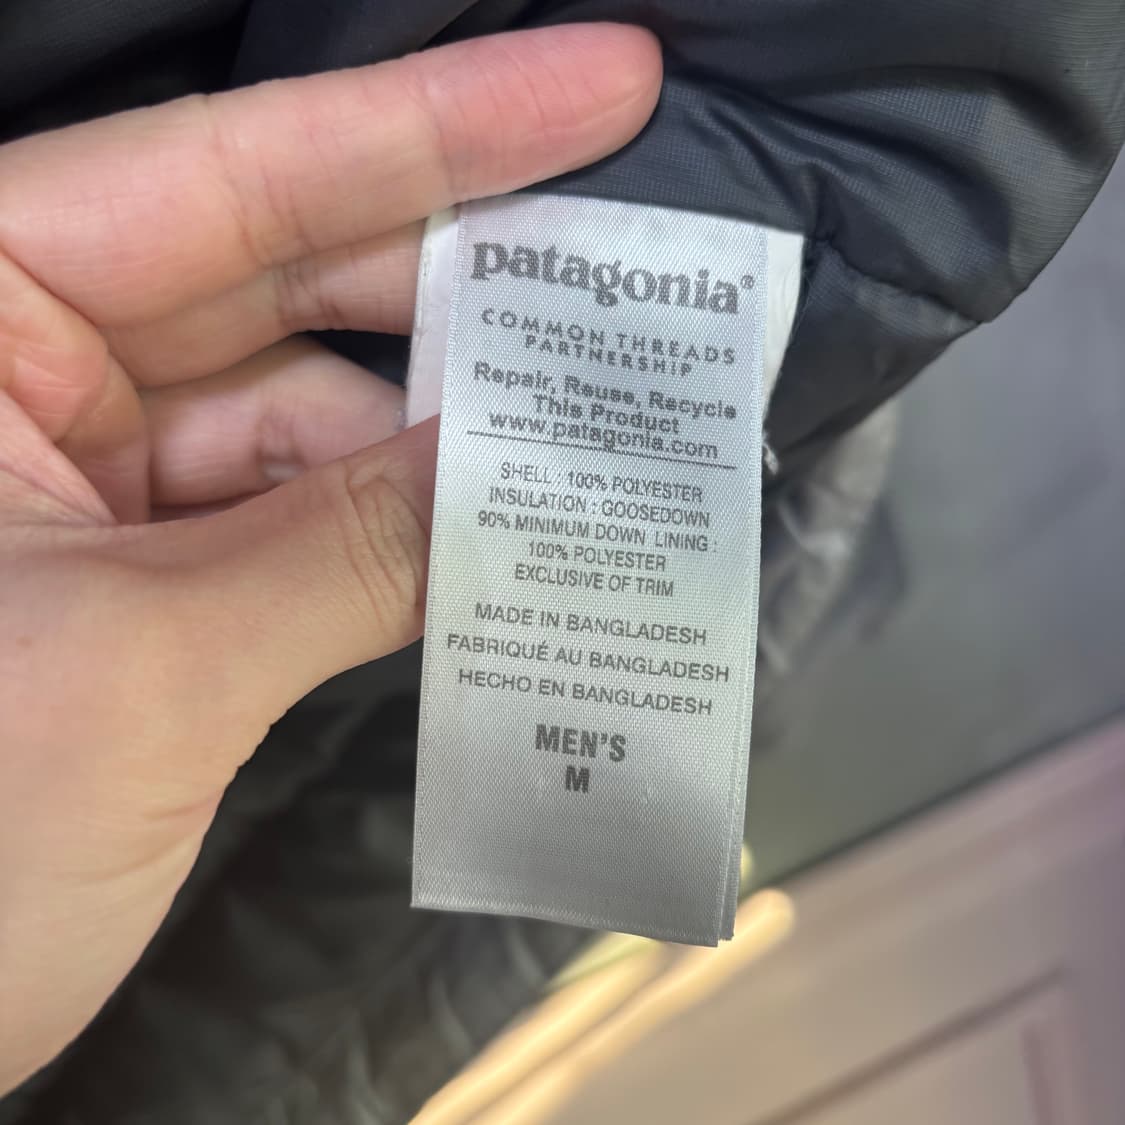 patagonia®
COMMON THREADS
PARTNERSHIP
Repair, Reuse, Recycle
This Product
www.patagonia.com
SHELL : 100% POLYESTER
INSULATION : GOOSEDOWN
90% MINIMUM DOWN LINING :
100% POLYESTER
EXCLUSIVE OF TRIM
MADE IN BANGLADESH
FABRIQUÉ AU BANGLADESH
HECHO EN BANGLADESH
MEN'S
M